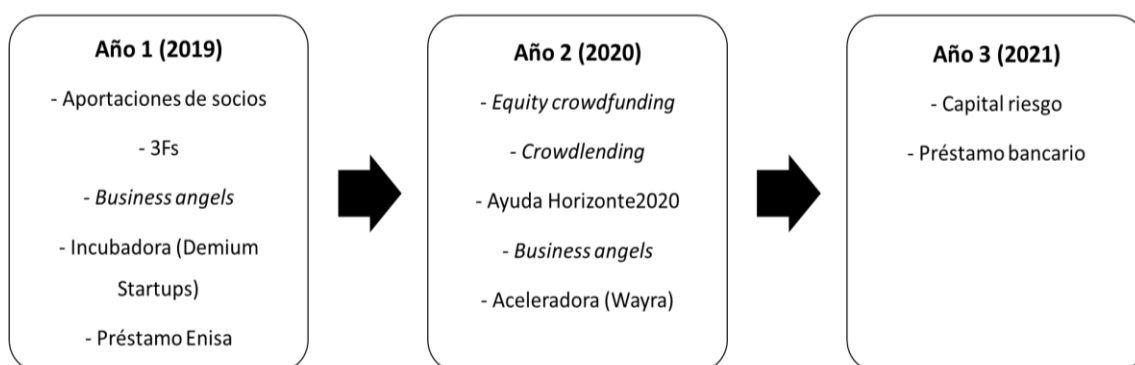 Año 1 (2019)
- Aportaciones de socios
- 3Fs
- Business angels
- Incubadora (Demium
Startups)
- Préstamo Enisa
Año 2 (2020)
- Equity crowdfunding
- Crowdlending
- Ayuda Horizonte2020
- Business angels
- Aceleradora (Wayra)
Año 3 (2021)
- Capital riesgo
- Préstamo bancario